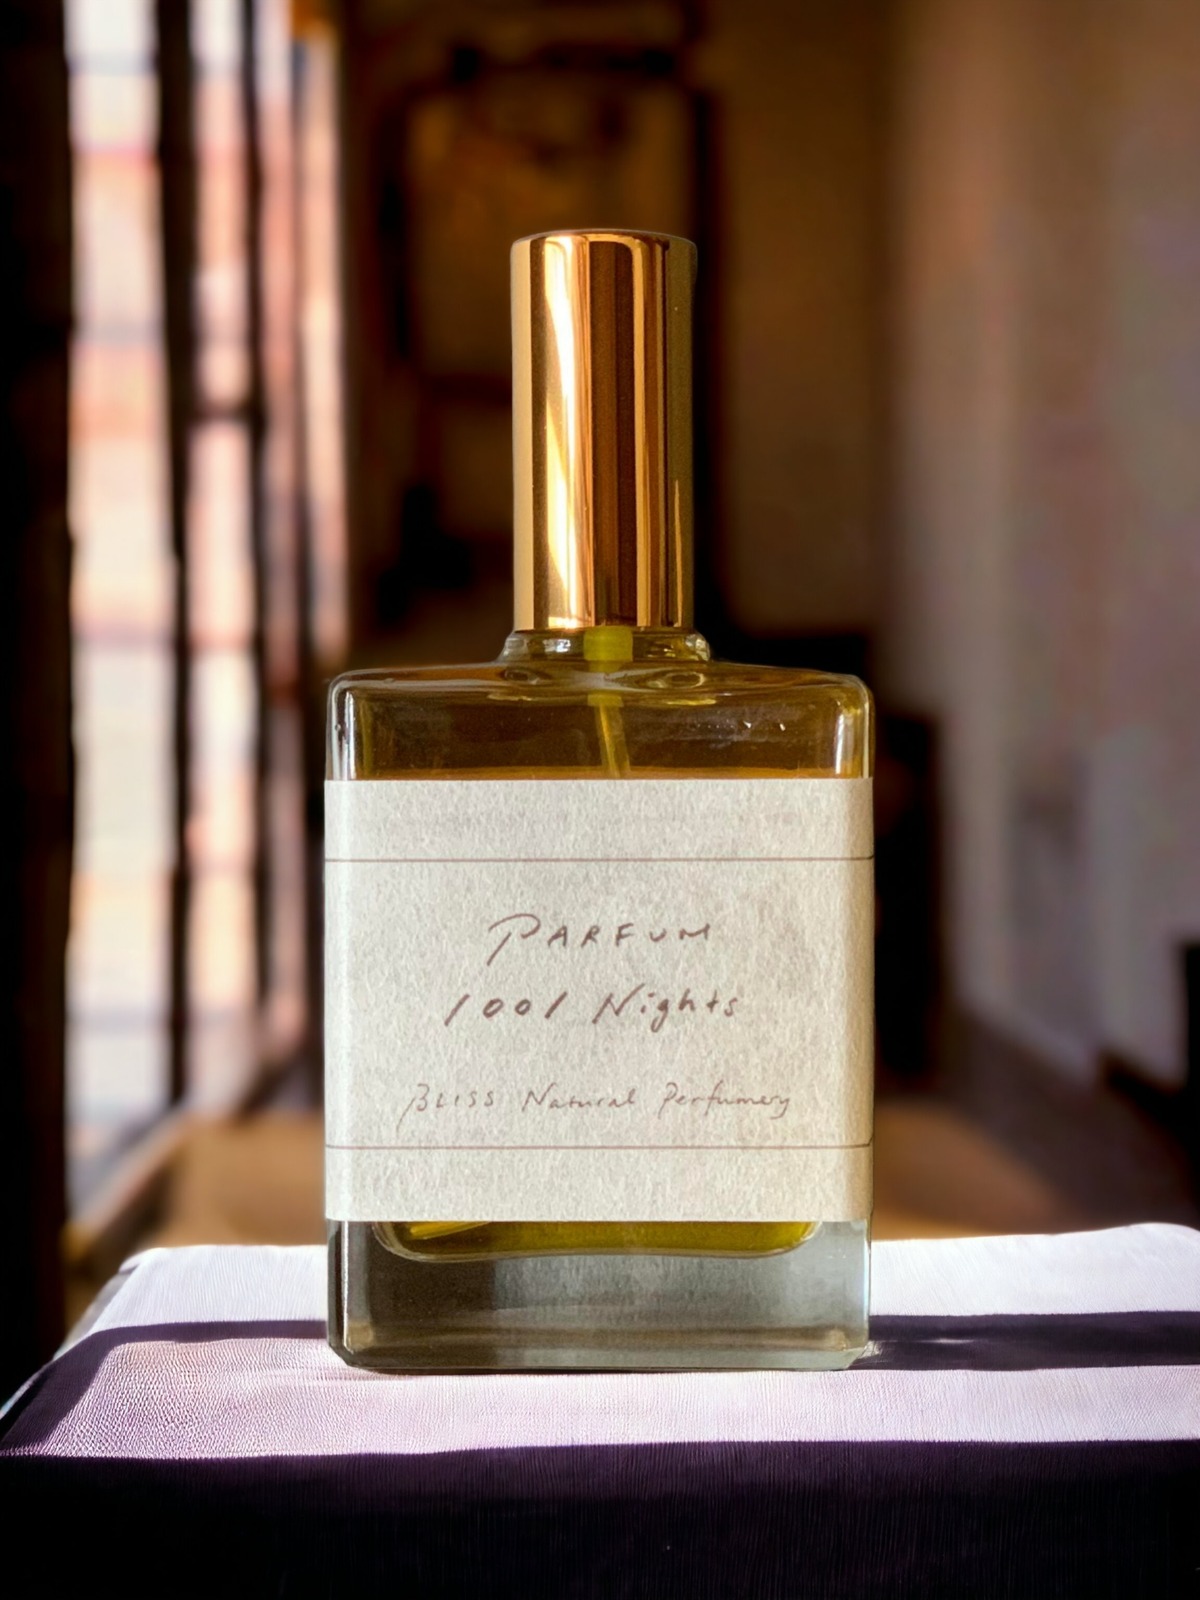 PARFUM
1001 Nights
BLISS Natural Perfumery